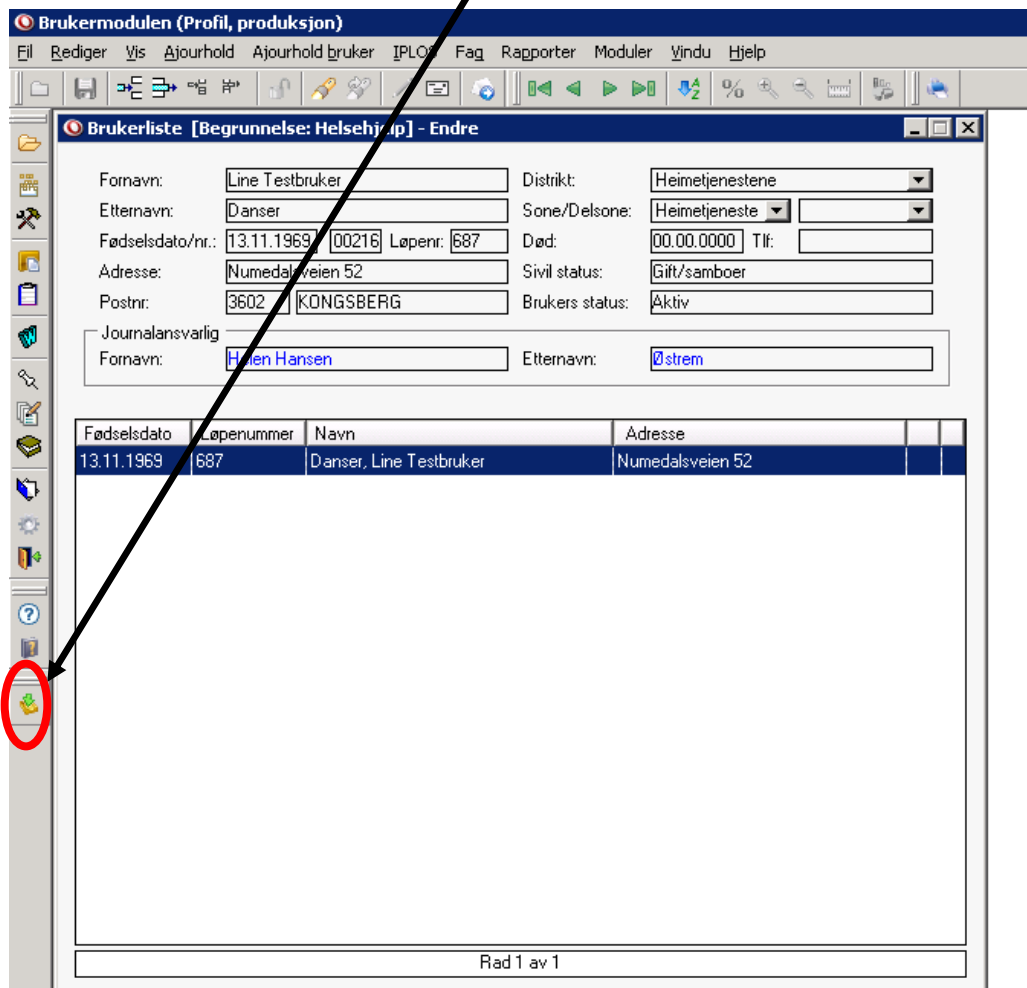 Brukermodulen (Profil, produksjon)
Fil Rediger Vis Ajourhold Ajourhold bruker IPLOS Fag Rapporter Moduler Vindu Hjelp
Brukerliste [Begrunnelse: Helsehjelp] - Endre
Fornavn: Line Testbruker Distrikt: Heimetjenestene
Etternavn: Danser Sone/Delsone: Heimetjeneste
Fødselsdato/nr.: 13.11.1969 00216 Løpenr: 687 Død: 00.00.0000 Tlf:
Adresse: Numedalsveien 52 Sivil status: Gift/samboer
Postnr: 3602 KONGSBERG Brukers status: Aktiv
Journalansvarlig
Fornavn: Helen Hansen Etternavn: Østrem
Fødselsdato Løpenummer Navn Adresse
13.11.1969 687 Danser, Line Testbruker Numedalsveien 52
Rad 1 av 1